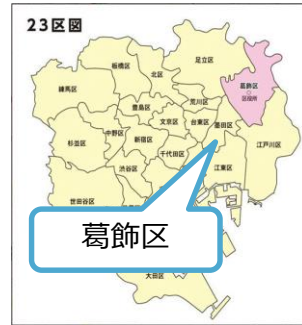 23区図
足立区
板橋区
北区
葛飾区
区役所
練馬区
荒川区
豊島区
文京区
台東区
墨田区
中野区
杉並区
新宿区
江戸川区
千代田区
渋谷区
江東区
世田谷区
葛飾区
大田区